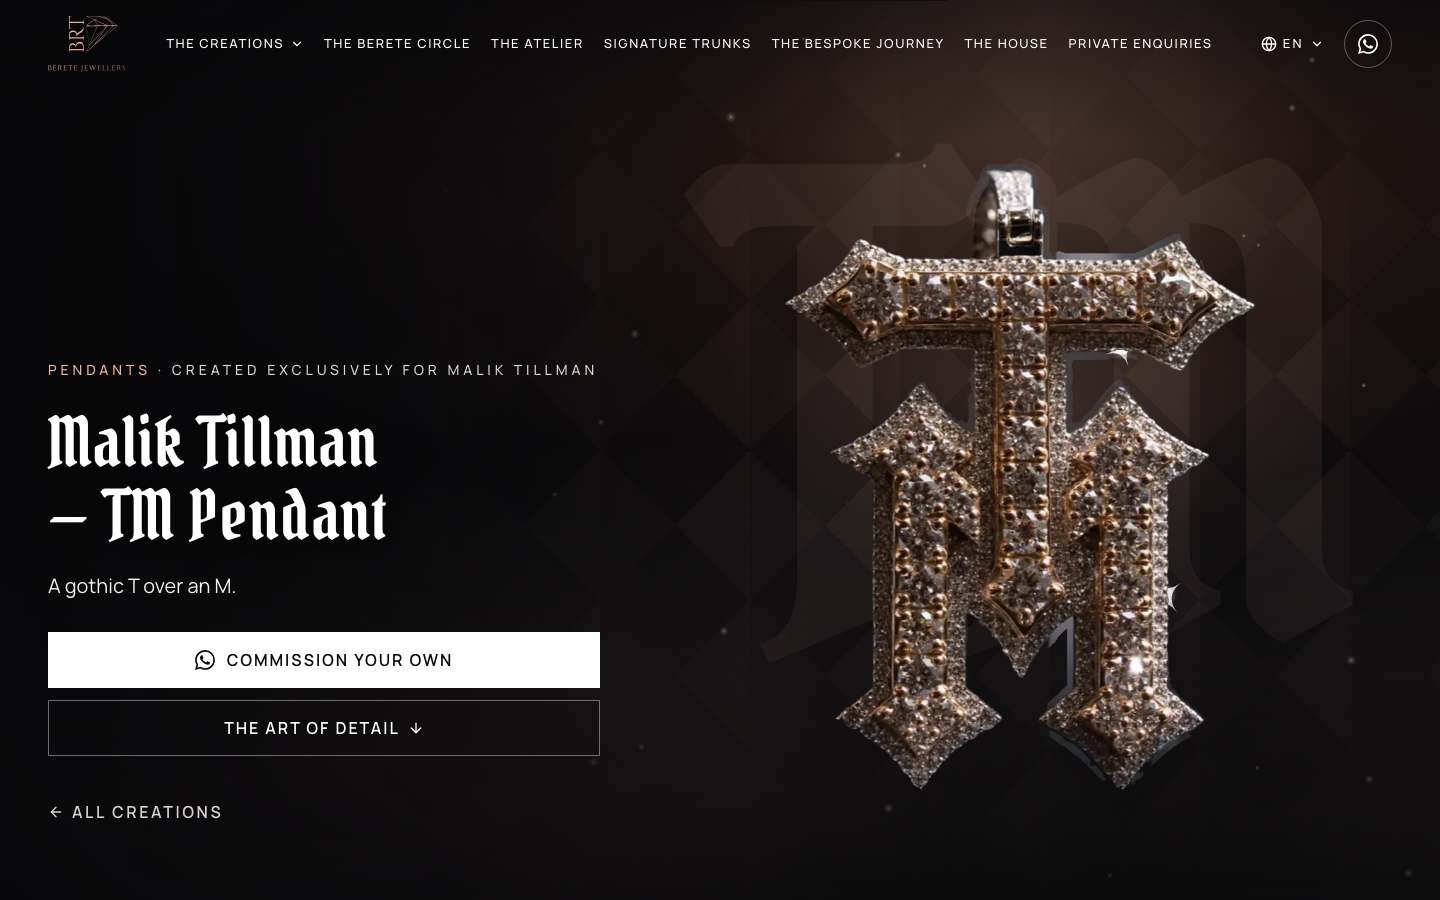 BRT
BERETE JEWELLERS
THE CREATIONS
THE BERETE CIRCLE
THE ATELIER
SIGNATURE TRUNKS
THE BESPOKE JOURNEY
THE HOUSE
PRIVATE ENQUIRIES
EN
TM
PENDANTS · CREATED EXCLUSIVELY FOR MALIK TILLMAN
Malik Tillman
— TM Pendant
A gothic T over an M.
COMMISSION YOUR OWN
THE ART OF DETAIL ↓
← ALL CREATIONS